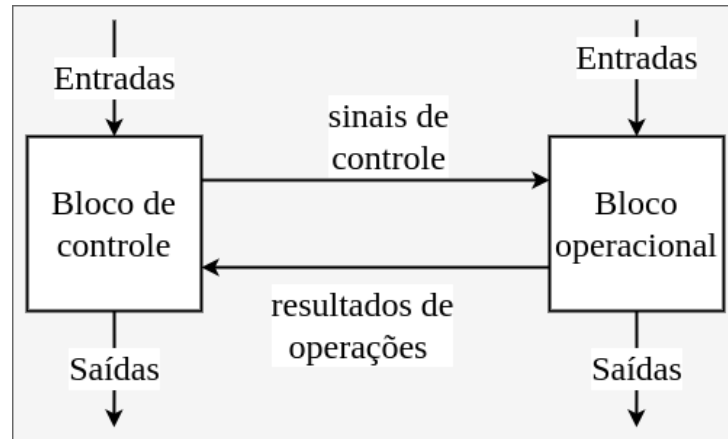 Entradas
Entradas
sinais de
controle
Bloco de
controle
Bloco
operacional
resultados de
operações
Saídas
Saídas